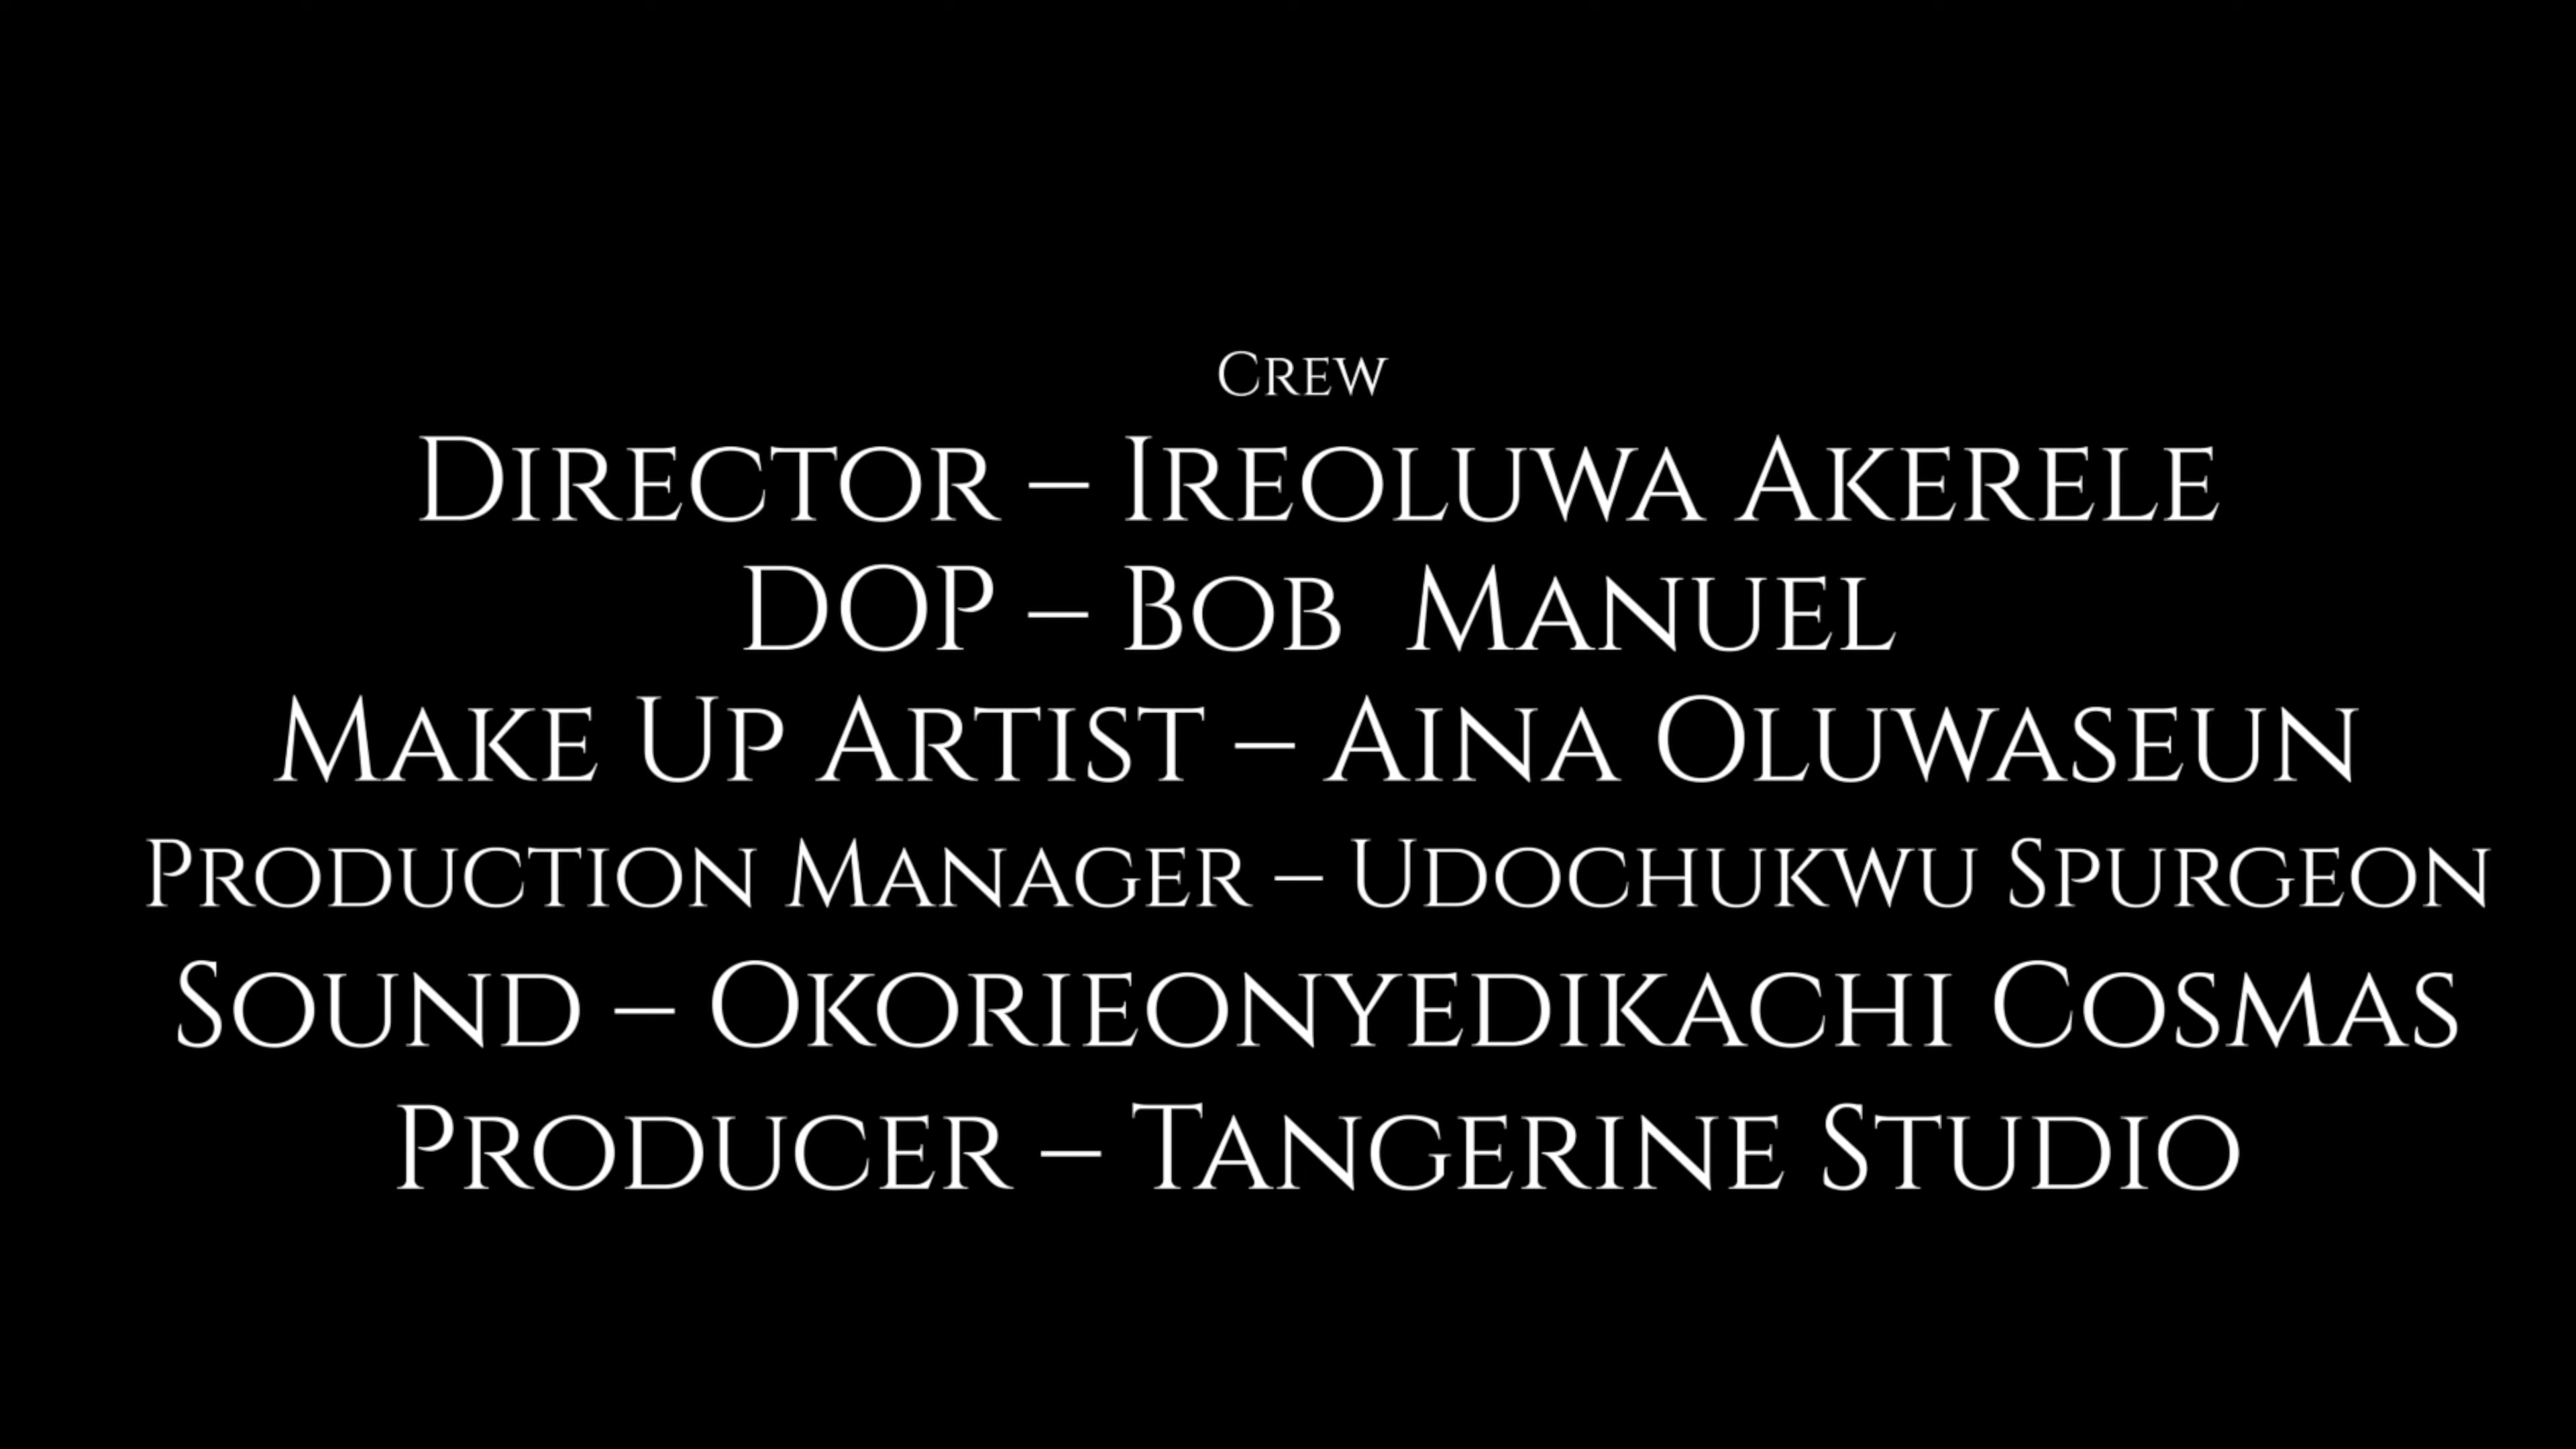 Crew
Director – Ireoluwa Akerele
DOP – Bob  Manuel
Make Up Artist – Aina Oluwaseun
Production Manager – Udochukwu Spurgeon
Sound – Okorieonyedikachi Cosmas
Producer – Tangerine Studio